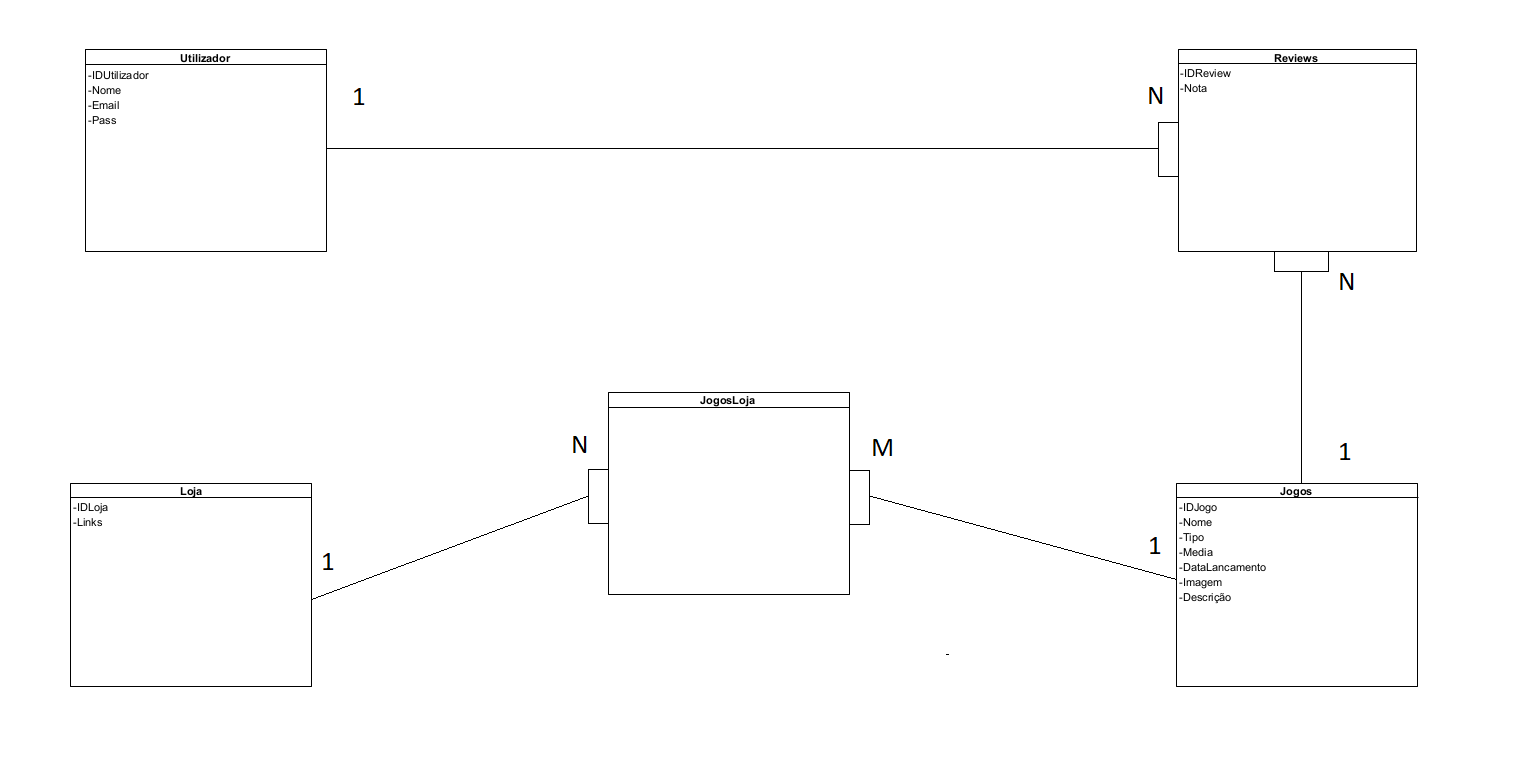 Utilizador
-IDUtilizador
-Nome
-Email
-Pass
1
N
Reviews
-IDReview
-Nota
N
JogosLoja
N
M
Loja
-IDLoja
-Links
1
1
1
Jogos
-IDJogo
-Nome
-Tipo
-Media
-DataLancamento
-Imagem
-Descrição
-